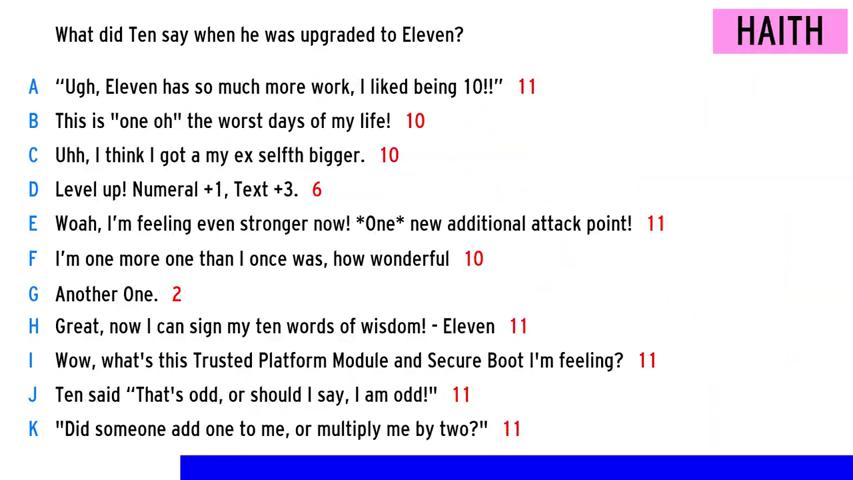 What did Ten say when he was upgraded to Eleven?
HAITH
A “Ugh, Eleven has so much more work, I liked being 10!!” 11
B This is "one oh" the worst days of my life! 10
C Uhh, I think I got a my ex selfth bigger. 10
D Level up! Numeral +1, Text +3. 6
E Woah, I’m feeling even stronger now! *One* new additional attack point! 11
F I’m one more one than I once was, how wonderful 10
G Another One. 2
H Great, now I can sign my ten words of wisdom! - Eleven 11
I Wow, what's this Trusted Platform Module and Secure Boot I'm feeling? 11
J Ten said “That's odd, or should I say, I am odd!" 11
K "Did someone add one to me, or multiply me by two?" 11